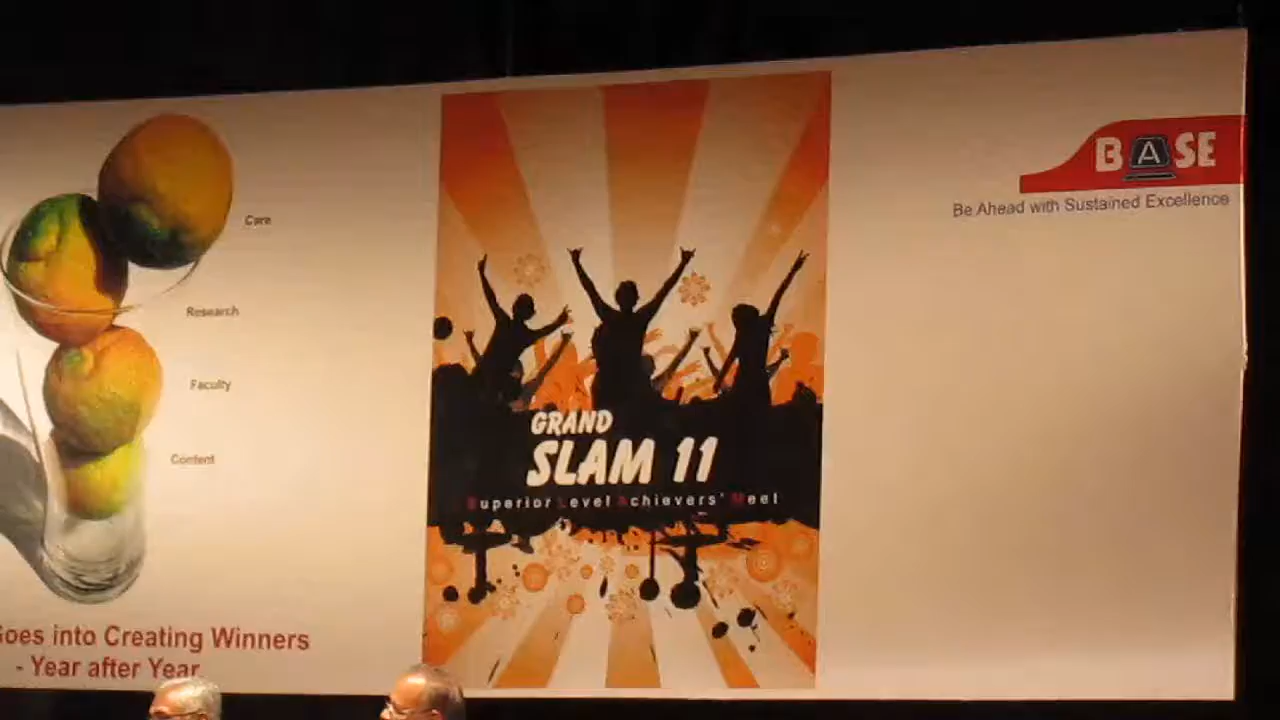 Care
Research
Faculty
Content
Goes into Creating Winners
- Year after Year
GRAND
SLAM 11
Superior Level Achievers' Meet
BASE
Be Ahead with Sustained Excellence